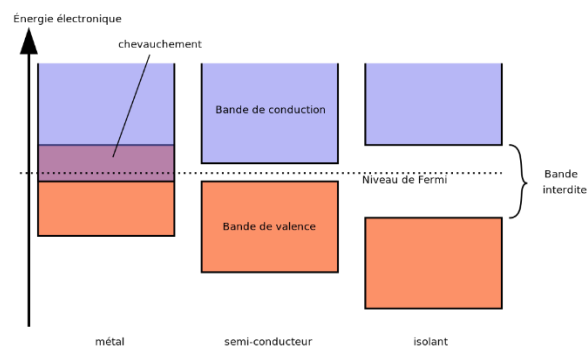 Énergie électronique
chevauchement
Bande de conduction
Niveau de Fermi
Bande
interdite
Bande de valence
métal
semi-conducteur
isolant